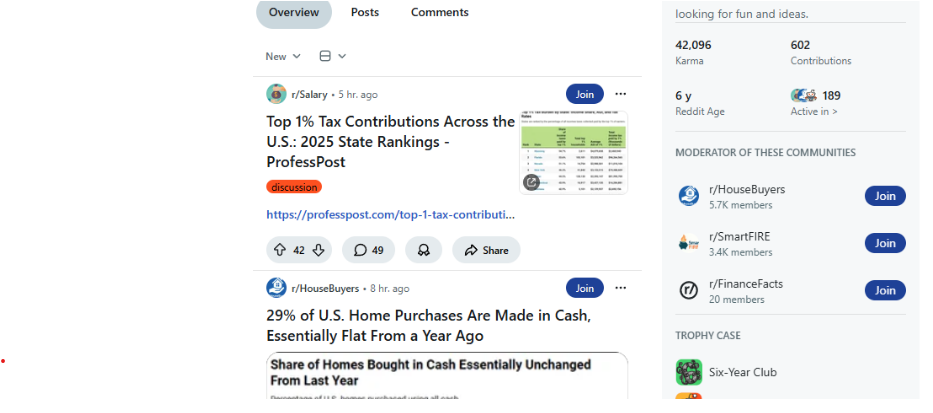 Overview
Posts
Comments
New
r/Salary • 5 hr. ago
Join
Top 1% Tax Contributions Across the
U.S.: 2025 State Rankings -
ProfessPost
discussion
https://professpost.com/top-1-tax-contributi...
42
49
Share
r/HouseBuyers • 8 hr. ago
Join
29% of U.S. Home Purchases Are Made in Cash,
Essentially Flat From a Year Ago
Share of Homes Bought in Cash Essentially Unchanged
From Last Year
looking for fun and ideas.
42,096
Karma
602
Contributions
6 y
Reddit Age
189
Active in >
MODERATOR OF THESE COMMUNITIES
r/HouseBuyers
5.7K members
Join
r/SmartFIRE
3.4K members
Join
r/FinanceFacts
20 members
Join
TROPHY CASE
Six-Year Club